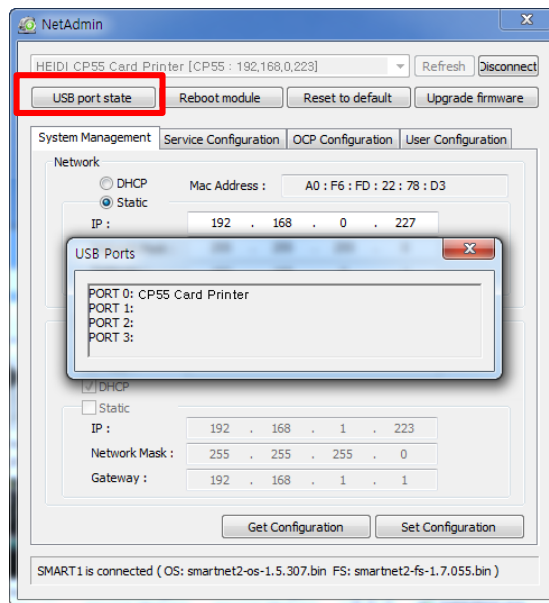 NetAdmin
HEIDI CP55 Card Printer [CP55 : 192,168,0,223] Refresh Disconnect
USB port state Reboot module Reset to default Upgrade firmware
System Management Service Configuration OCP Configuration User Configuration
Network
DHCP Mac Address : A0 : F6 : FD : 22 : 78 : D3
Static
IP : 192 . 168 . 0 . 227
USB Ports
PORT 0: CP55 Card Printer
PORT 1:
PORT 2:
PORT 3:
DHCP
Static
IP : 192 . 168 . 1 . 223
Network Mask : 255 . 255 . 255 . 0
Gateway : 192 . 168 . 1 . 1
Get Configuration Set Configuration
SMART1 is connected ( OS: smartnet2-os-1.5.307.bin FS: smartnet2-fs-1.7.055.bin )